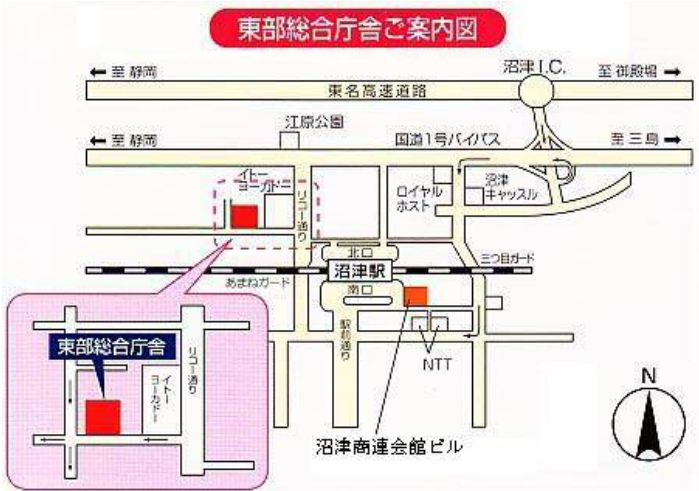 東部総合庁舎ご案内図
← 至 静岡
東名高速道路
沼津 I.C.
至 御殿場 →
← 至 静岡
江原公園
国道1号バイパス
至 三島 →
イトー
ヨーカドー
リコー通り
ロイヤル
ホスト
沼津
キャッスル
北口
沼津駅
南口
あまねガード
三つ目ガード
駅前通り
NTT
沼津商連会館ビル
東部総合庁舎
イトー
ヨーカドー
リコー通り
N